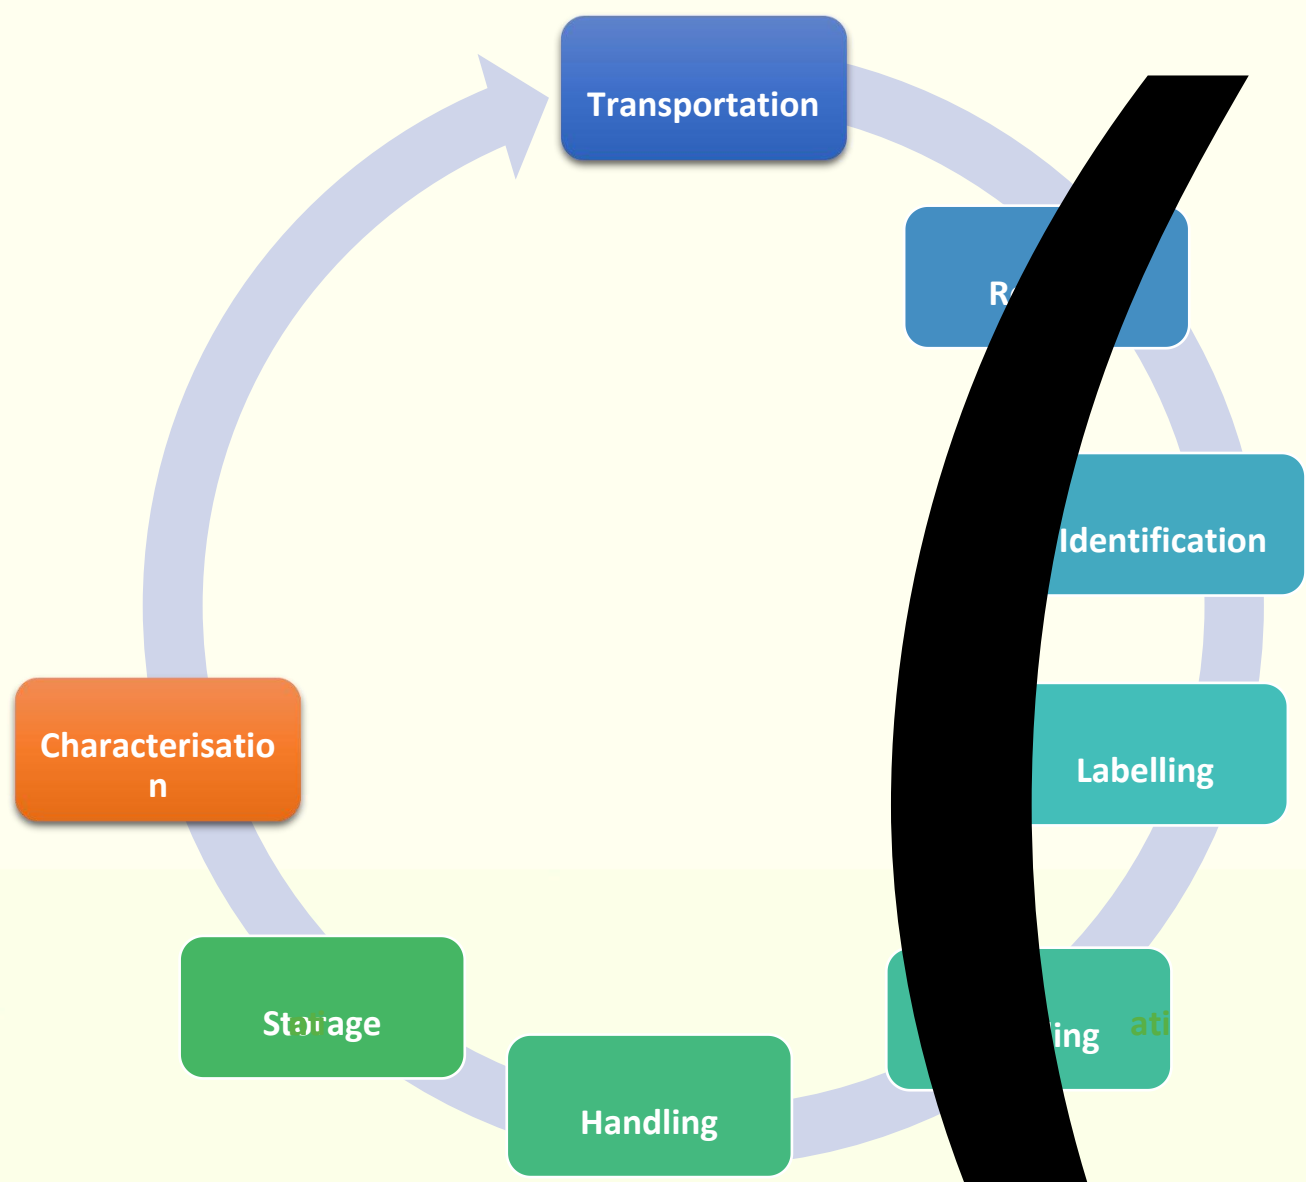 Transportation
Identification
Labelling
Handling
Storage
Characterisatio
n